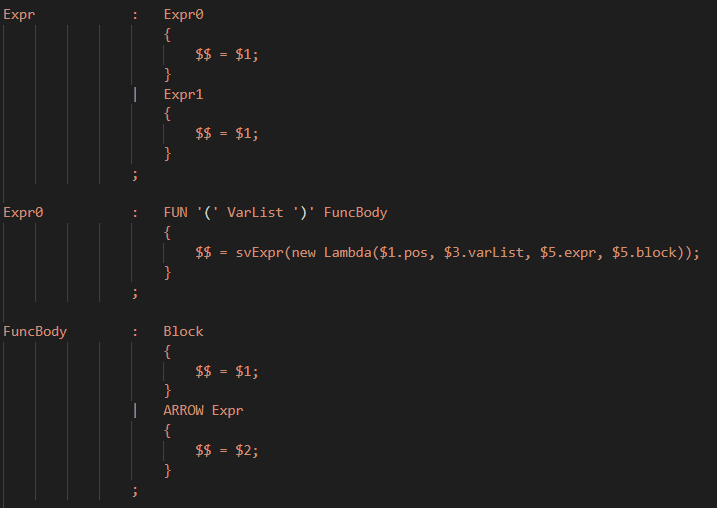 Expr            :   Expr0
                    {
                        $$ = $1;
                    }
                |   Expr1
                    {
                        $$ = $1;
                    }
                ;
Expr0           :   FUN '(' VarList ')' FuncBody
                    {
                        $$ = svExpr(new Lambda($1.pos, $3.varList, $5.expr, $5.block));
                    }
                ;
FuncBody        :   Block
                    {
                        $$ = $1;
                    }
                |   ARROW Expr
                    {
                        $$ = $2;
                    }
                ;